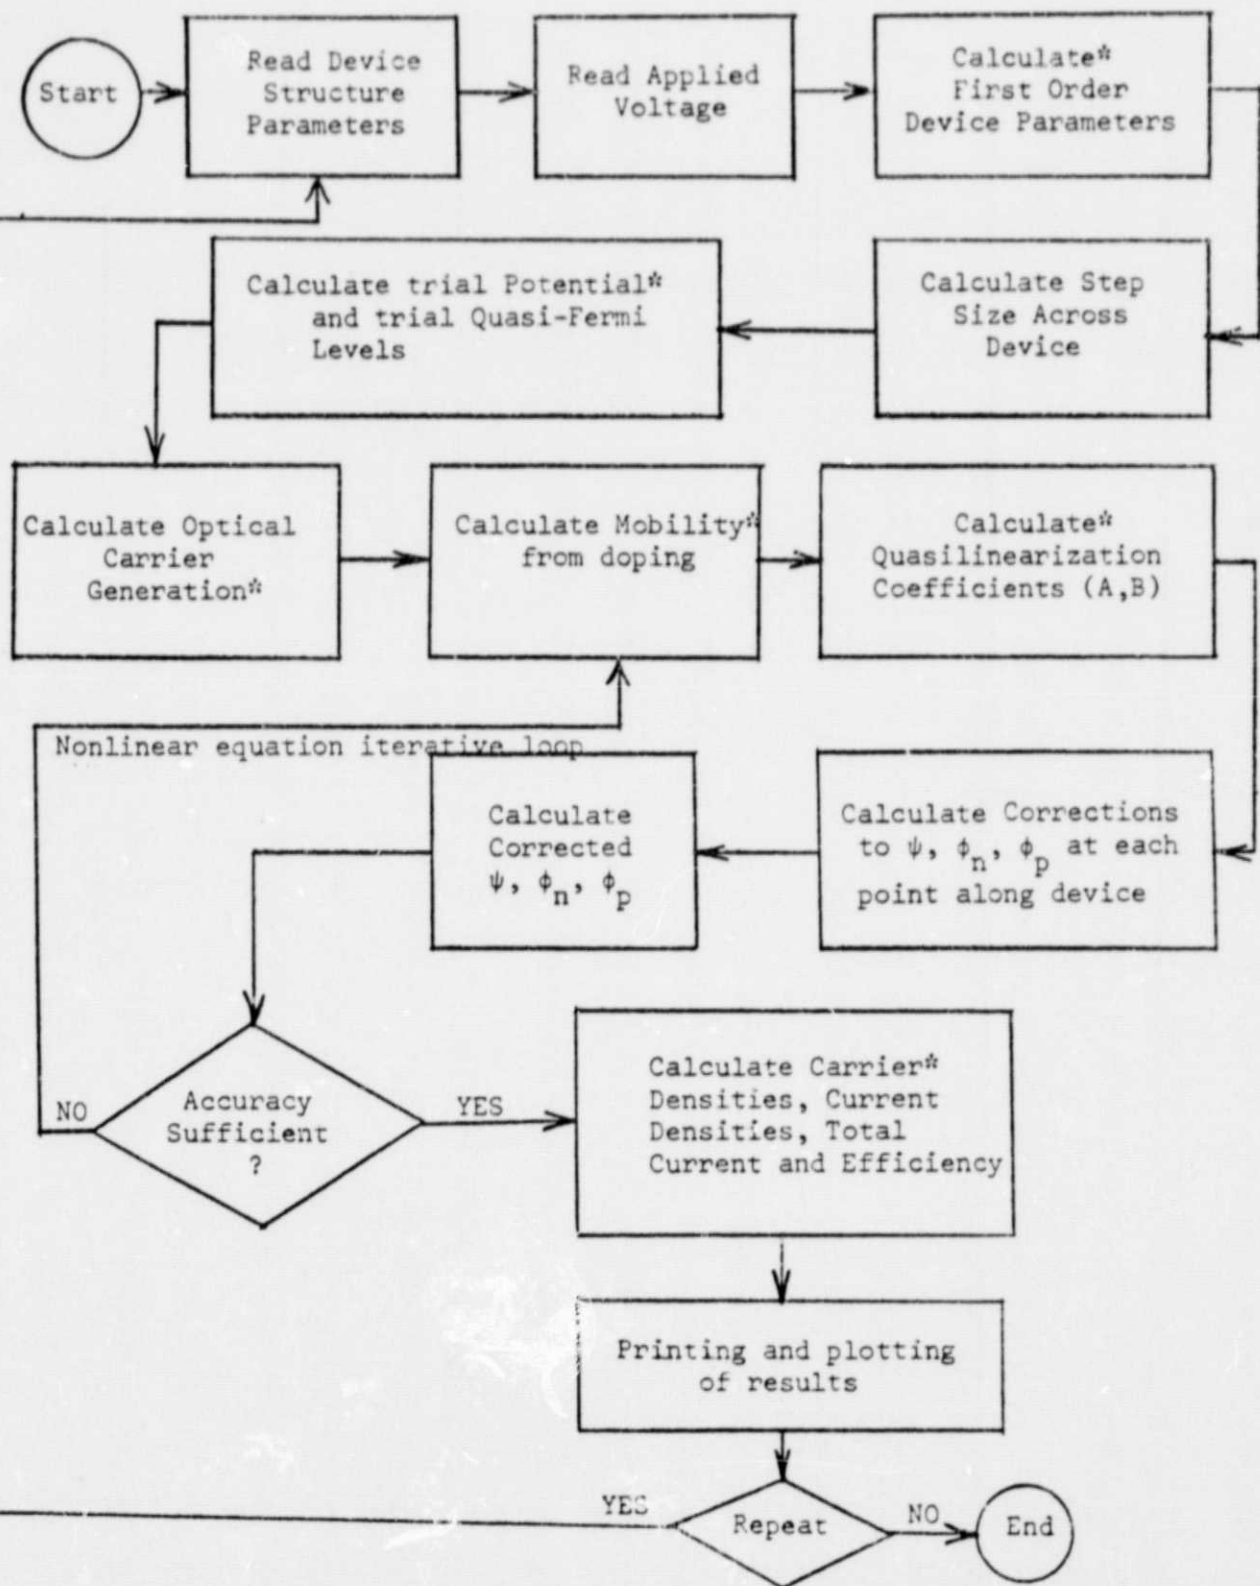 Start
Read Device
Structure
Parameters
Read Applied
Voltage
Calculate*
First Order
Device Parameters
Calculate trial Potential*
and trial Quasi-Fermi
Levels
Calculate Step
Size Across
Device
Calculate Optical
Carrier
Generation*
Calculate Mobility*
from doping
Calculate*
Quasilinearization
Coefficients (A,B)
Nonlinear equation iterative loop
Calculate
Corrected
ψ, ϕn, ϕp
Calculate Corrections
to ψ, ϕn, ϕp at each
point along device
NO
Accuracy
Sufficient
?
YES
Calculate Carrier*
Densities, Current
Densities, Total
Current and Efficiency
Printing and plotting
of results
YES
Repeat
NO
End